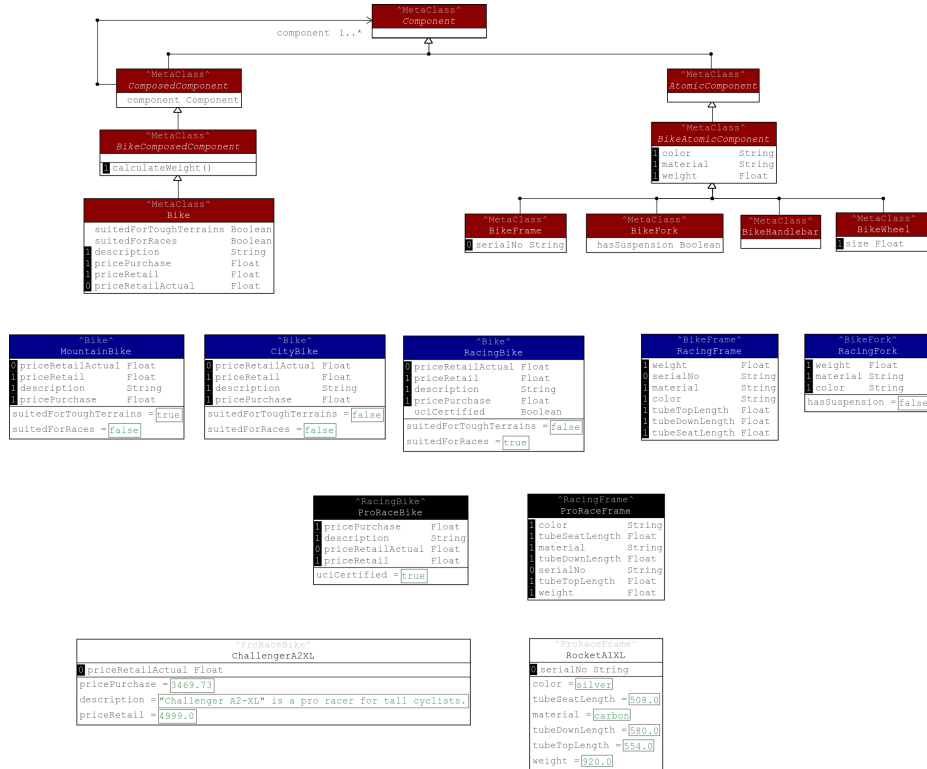 ^MetaClass^
Component
component 1..*
^MetaClass^
ComposedComponent
component Component
^MetaClass^
AtomicComponent
^MetaClass^
BikeComposedComponent
1 calculateWeight()
^MetaClass^
BikeAtomicComponent
1 color String
1 material String
1 weight Float
^MetaClass^
Bike
suitedForToughTerrains Boolean
suitedForRaces Boolean
1 description String
1 pricePurchase Float
1 priceRetail Float
0 priceRetailActual Float
^MetaClass^
BikeFrame
0 serialNo String
^MetaClass^
BikeFork
hasSuspension Boolean
^MetaClass^
BikeHandlebar
^MetaClass^
BikeWheel
1 size Float
^Bike^
MountainBike
0 priceRetailActual Float
1 priceRetail Float
1 description String
1 pricePurchase Float
suitedForToughTerrains = true
suitedForRaces = false
^Bike^
CityBike
0 priceRetailActual Float
1 priceRetail Float
1 description String
1 pricePurchase Float
suitedForToughTerrains = false
suitedForRaces = false
^Bike^
RacingBike
0 priceRetailActual Float
1 priceRetail Float
1 description String
1 pricePurchase Float
uciCertified Boolean
suitedForToughTerrains = false
suitedForRaces = true
^BikeFrame^
RacingFrame
1 weight Float
0 serialNo String
1 material String
1 color String
1 tubeTopLength Float
1 tubeDownLength Float
1 tubeSeatLength Float
^BikeFork^
RacingFork
1 weight Float
1 material String
1 color String
hasSuspension = false
^RacingBike^
ProRaceBike
1 pricePurchase Float
1 description String
0 priceRetailActual Float
1 priceRetail Float
uciCertified = true
^RacingFrame^
ProRaceFrame
1 color String
1 tubeSeatLength Float
1 material String
1 tubeDownLength Float
0 serialNo String
1 tubeTopLength Float
1 weight Float
^ProRaceBike^
ChallengerA2XL
0 priceRetailActual Float
pricePurchase = 3469.73
description = "Challenger A2-XL" is a pro racer for tall cyclists.
priceRetail = 4999.0
^ProRaceFrame^
RocketA1XL
0 serialNo String
color = silver
tubeSeatLength = 508.0
material = carbon
tubeDownLength = 580.0
tubeTopLength = 554.0
weight = 920.0